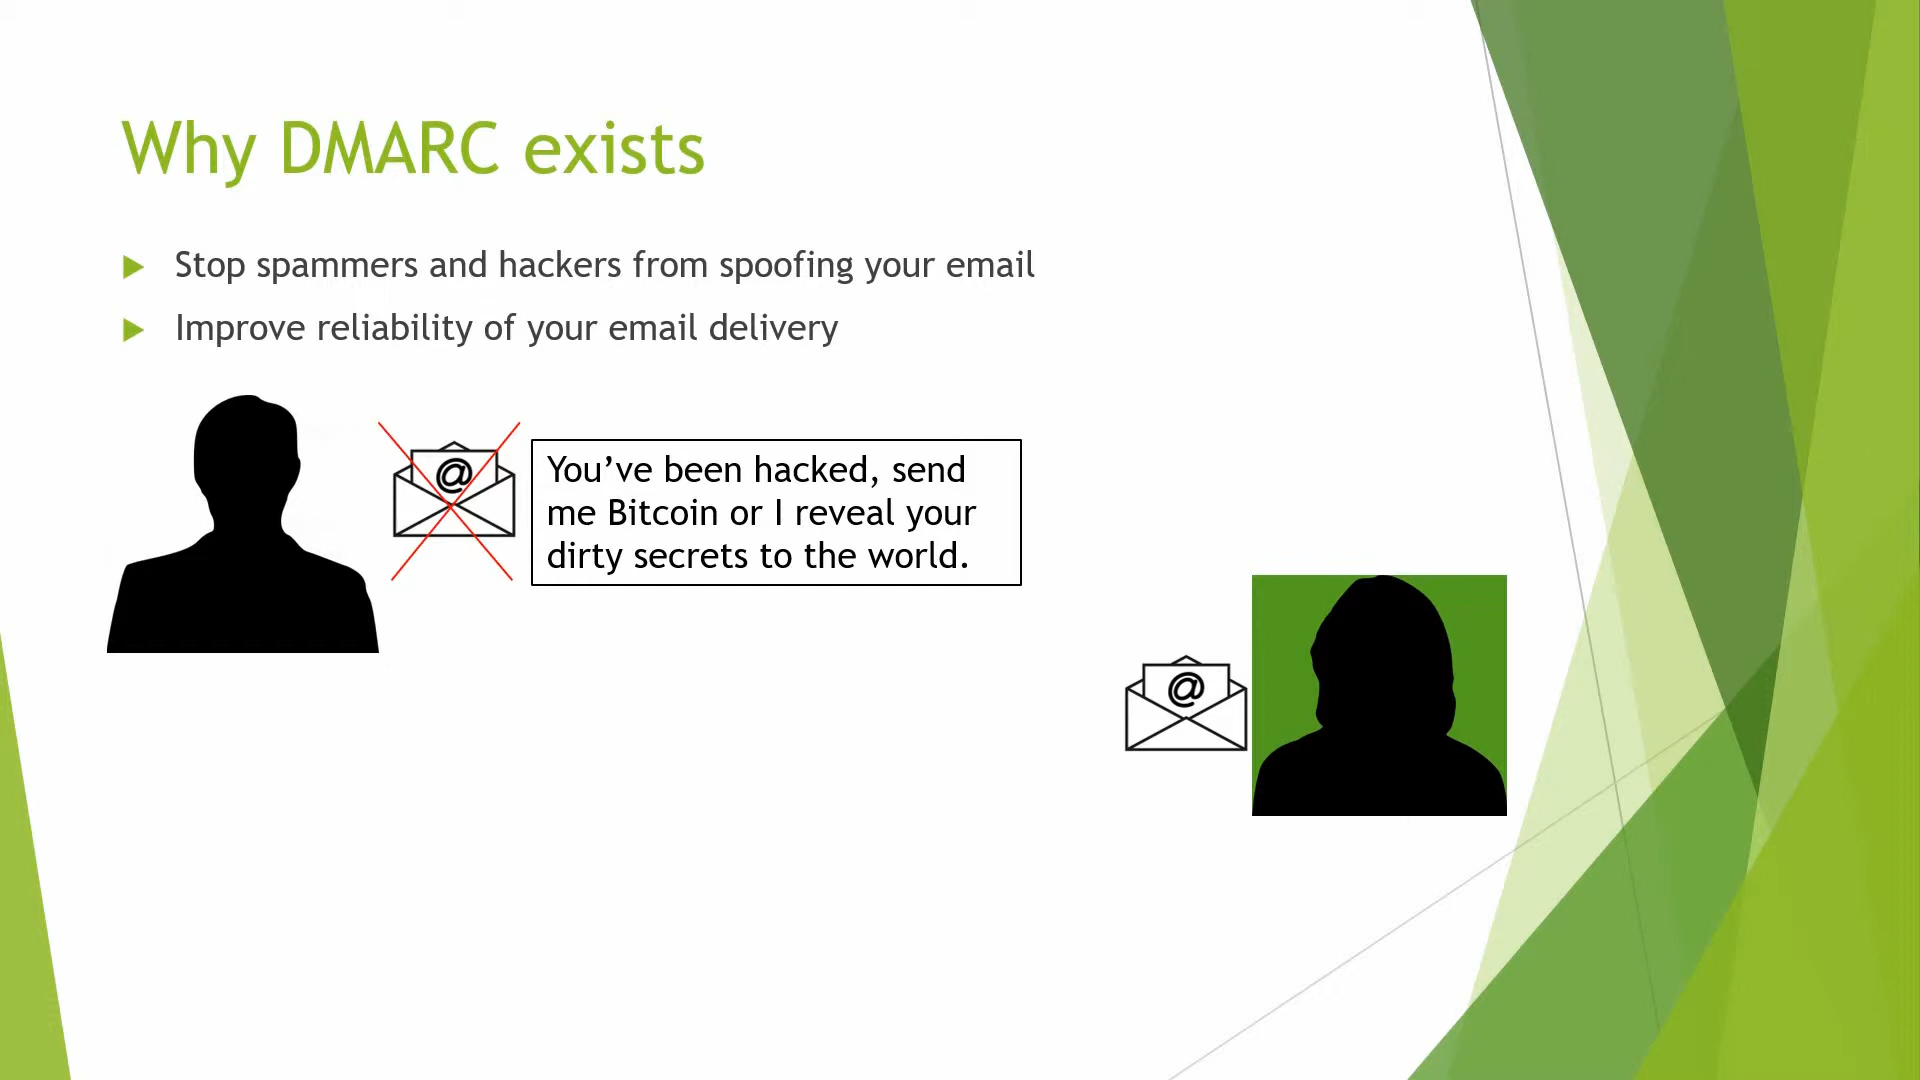 Why DMARC exists
Stop spammers and hackers from spoofing your email
Improve reliability of your email delivery
@
You’ve been hacked, send
me Bitcoin or I reveal your
dirty secrets to the world.
@